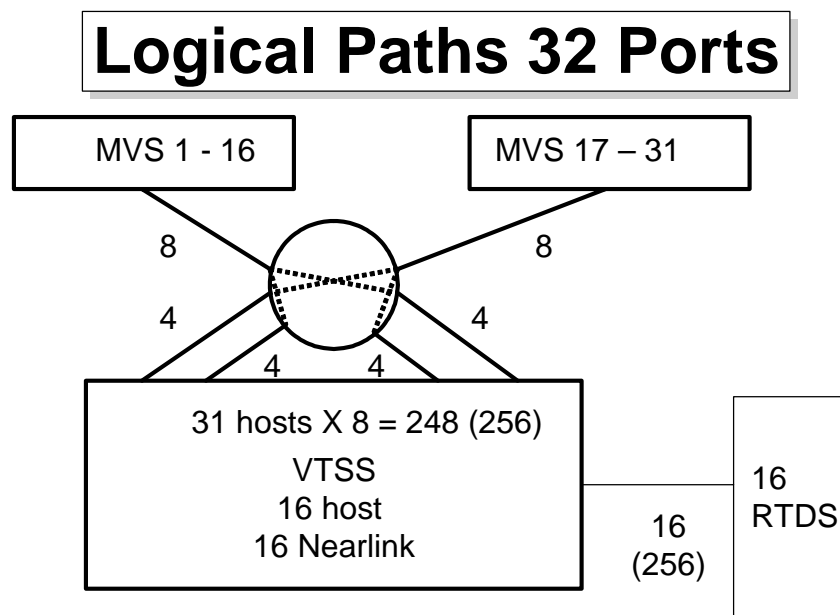 Logical Paths 32 Ports
MVS 1 - 16
MVS 17 – 31
8
8
4
4
4
4
31 hosts X 8 = 248 (256)
VTSS
16 host
16 Nearlink
16
(256)
16
RTDS